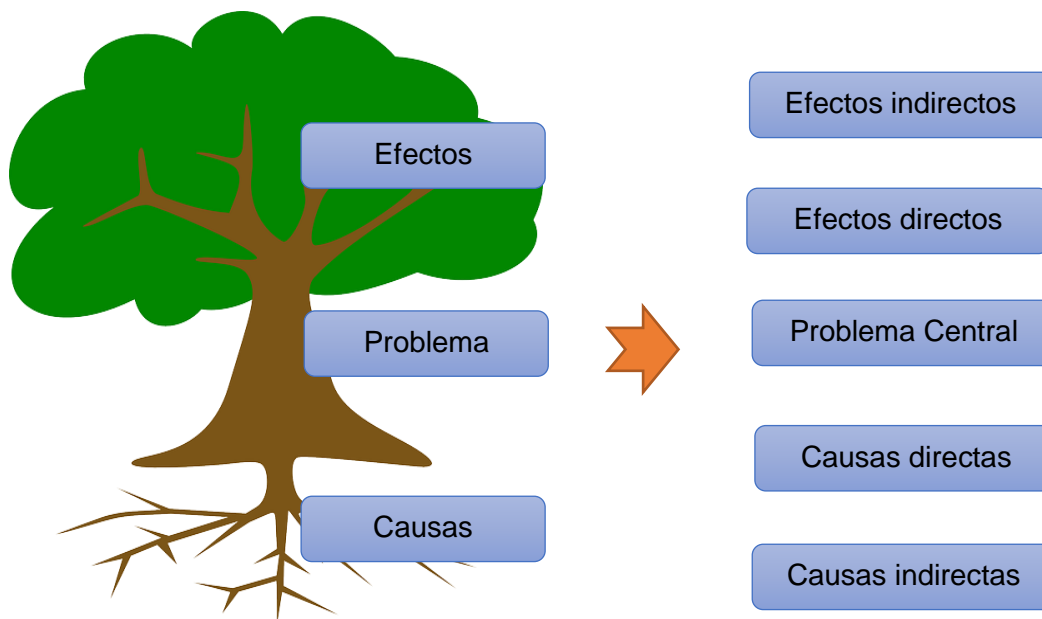 Efectos
Problema
Causas
Efectos indirectos
Efectos directos
Problema Central
Causas directas
Causas indirectas